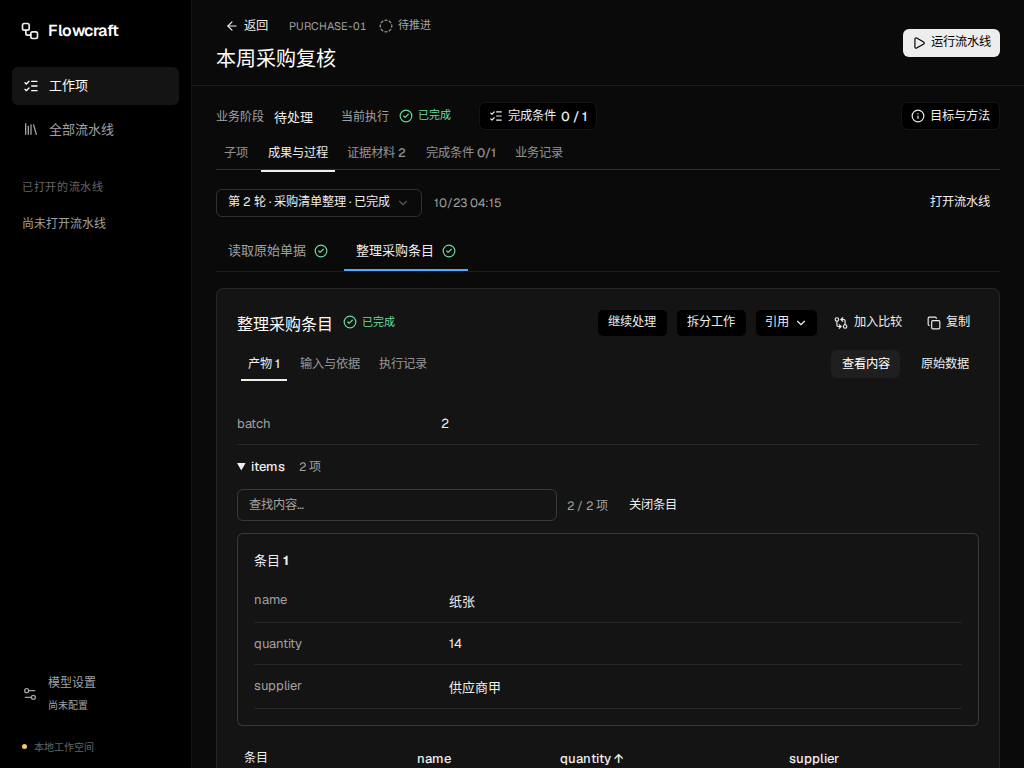 Flowcraft
工作项
全部流水线
已打开的流水线
尚未打开流水线
模型设置
尚未配置
本地工作空间
返回 PURCHASE-01 待推进
本周采购复核
运行流水线
业务阶段 待处理 当前执行 已完成 完成条件 0 / 1 目标与方法
子项 成果与过程 证据材料 2 完成条件 0/1 业务记录
第 2 轮 · 采购清单整理 · 已完成 10/23 04:15 打开流水线
读取原始单据 整理采购条目
整理采购条目 已完成 继续处理 拆分工作 引用 加入比较 复制
产物 1 输入与依据 执行记录 查看内容 原始数据
batch 2
items 2 项
查找内容… 2 / 2 项 关闭条目
条目 1
name 纸张
quantity 14
supplier 供应商甲
条目 name quantity ↑ supplier